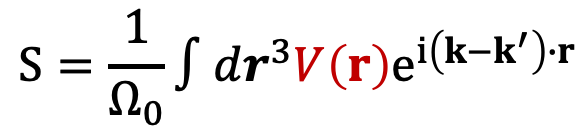 S = 1/Ω₀ ∫ d𝒓³V(𝐫)e^{i(𝐤−𝐤′)·𝐫}